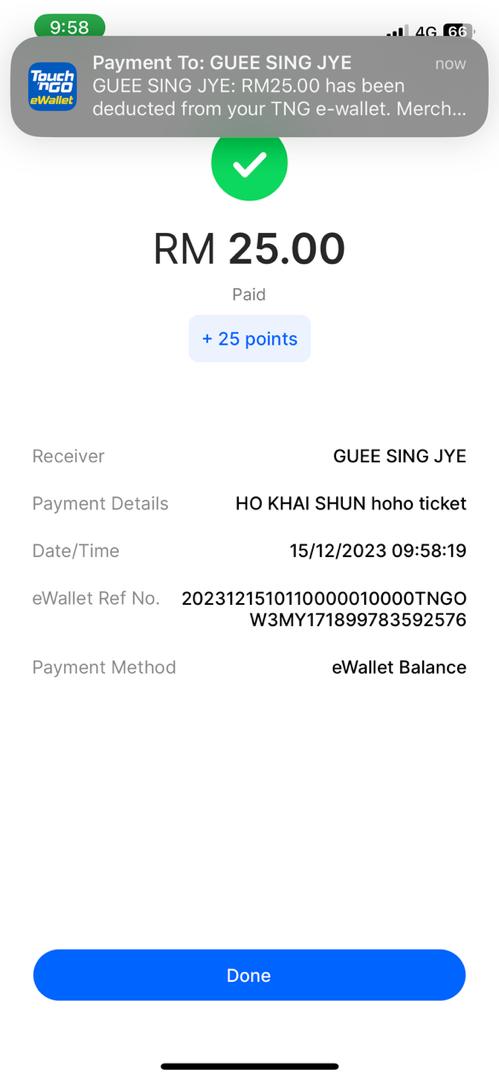 9:58
4G 66
Touch
'nGO
eWallet
Payment To: GUEE SING JYE
now
GUEE SING JYE: RM25.00 has been
deducted from your TNG e-wallet. Merch...
RM 25.00
Paid
+ 25 points
Receiver GUEE SING JYE
Payment Details HO KHAI SHUN hoho ticket
Date/Time 15/12/2023 09:58:19
eWallet Ref No. 2023121510110000010000TNGO
W3MY171899783592576
Payment Method eWallet Balance
Done